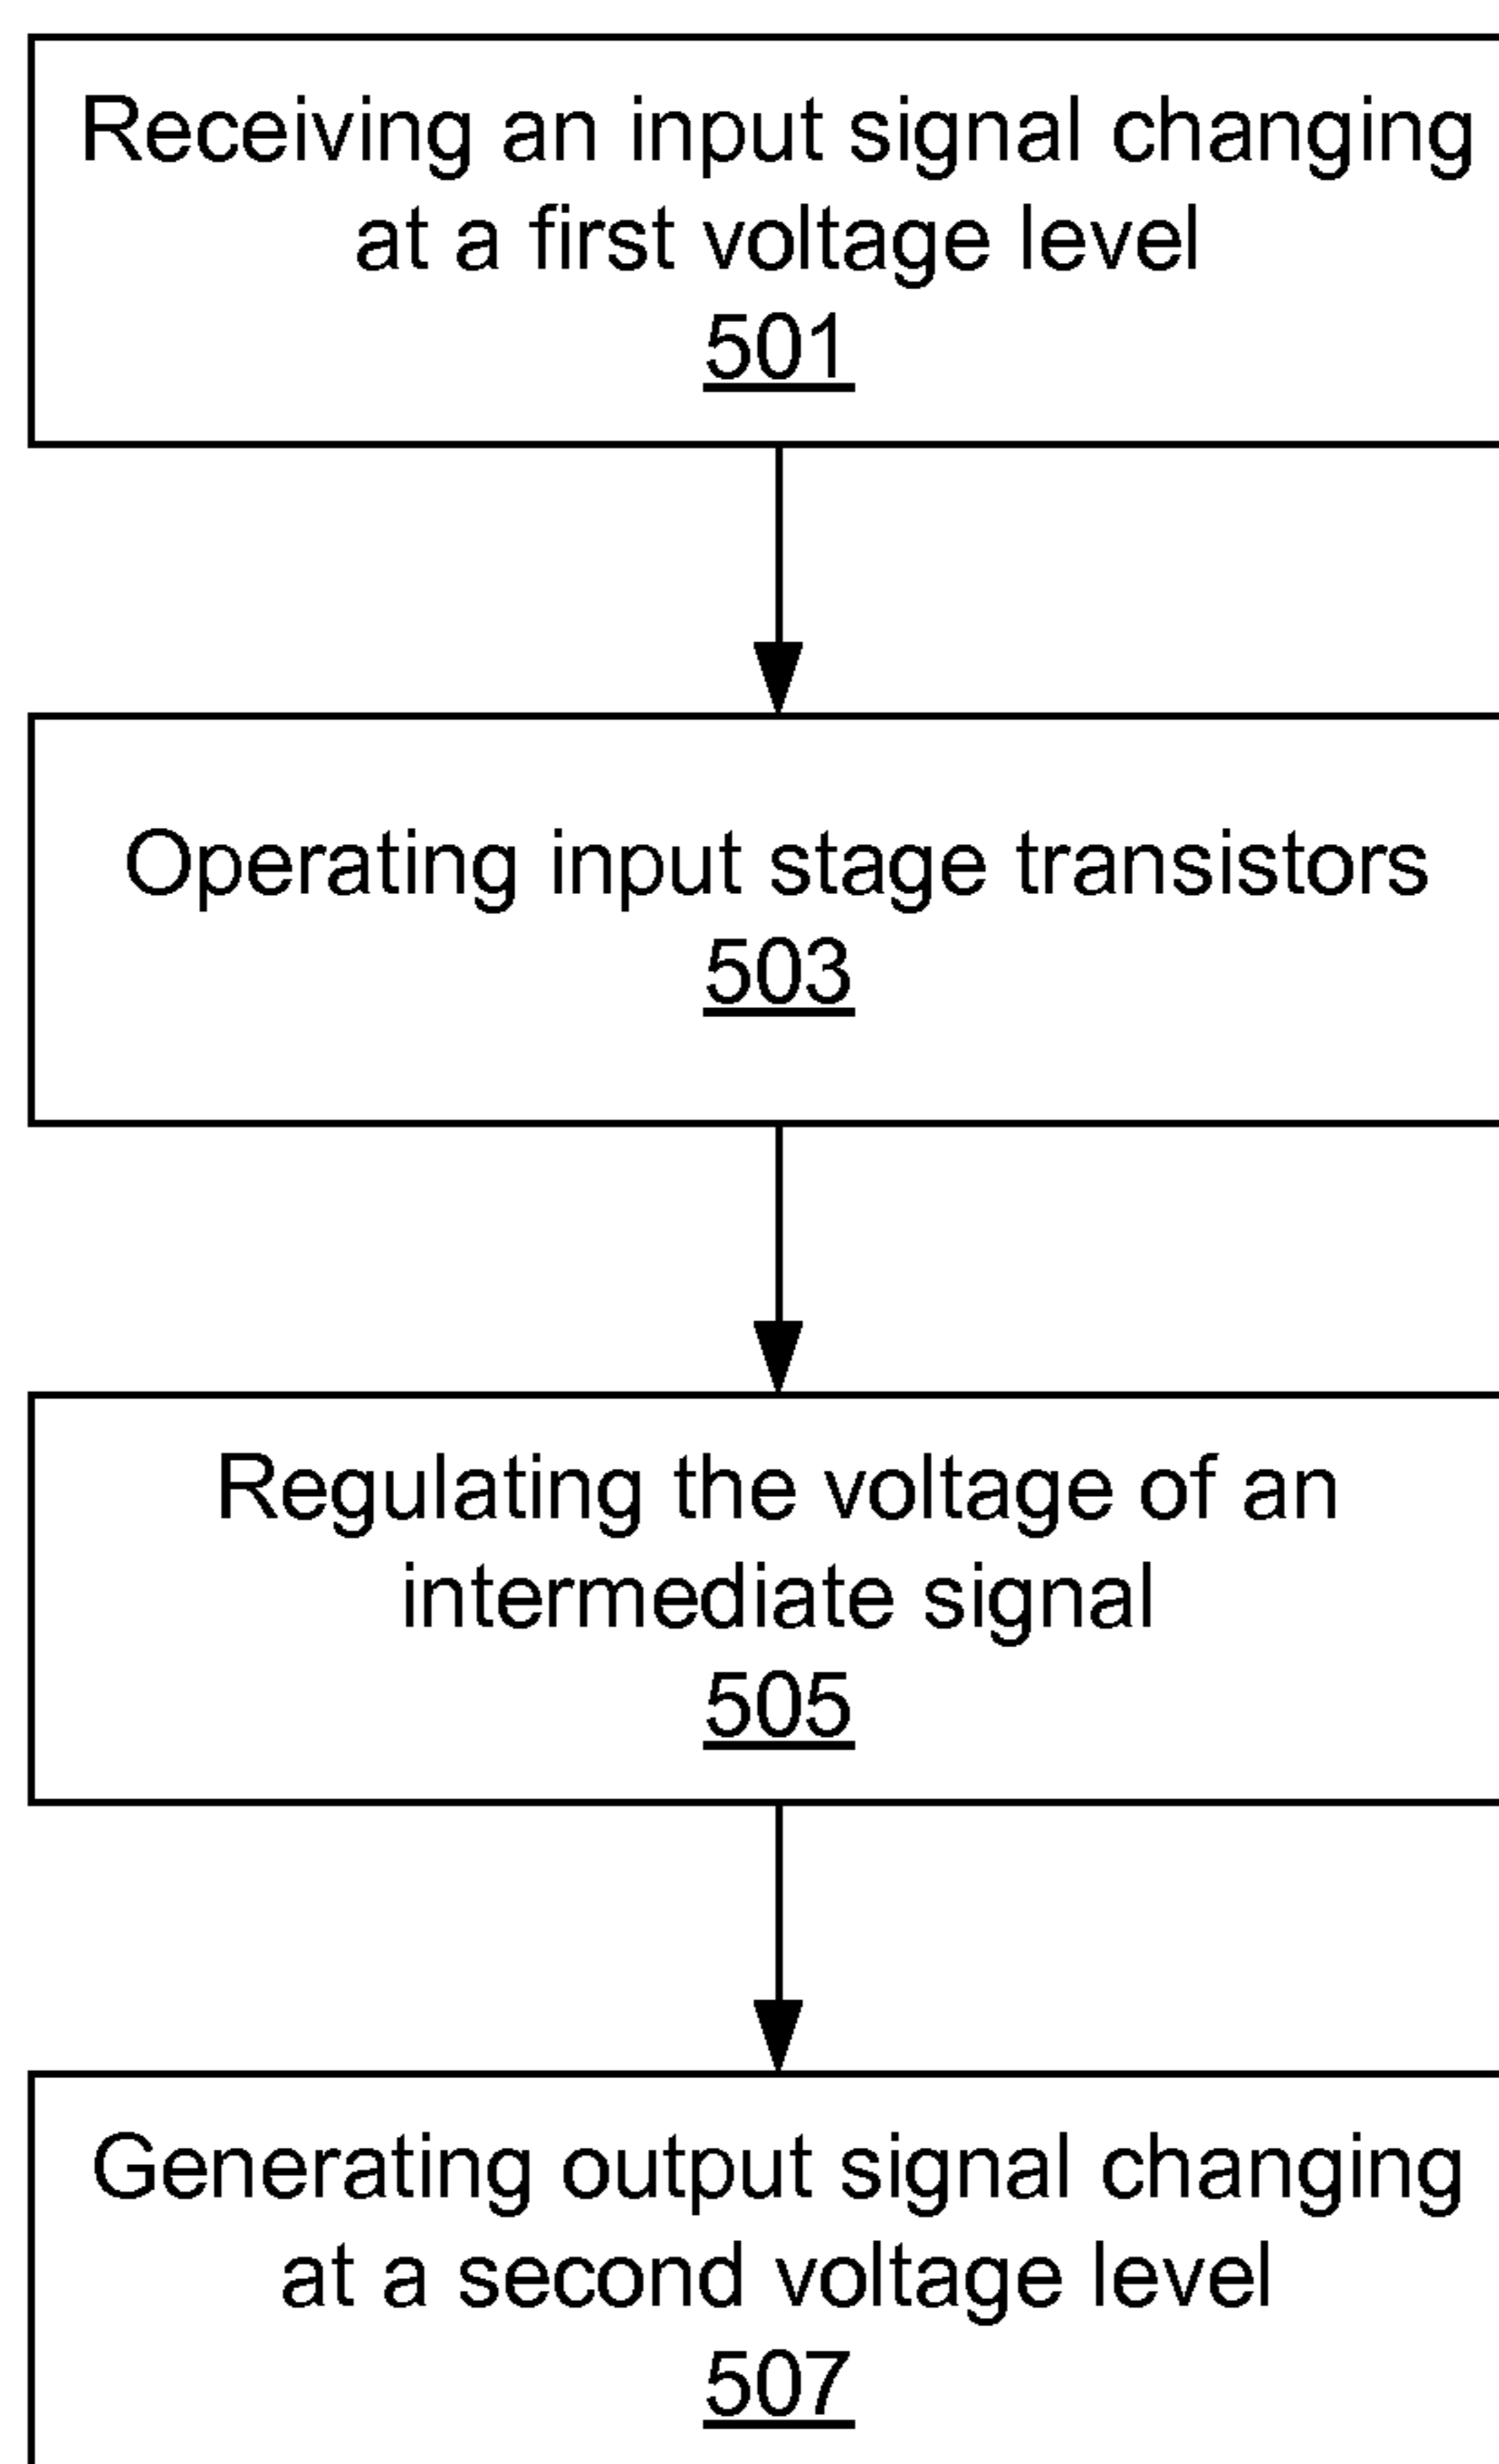 Receiving an input signal changing
at a first voltage level
501
Operating input stage transistors
503
Regulating the voltage of an
intermediate signal
505
Generating output signal changing
at a second voltage level
507